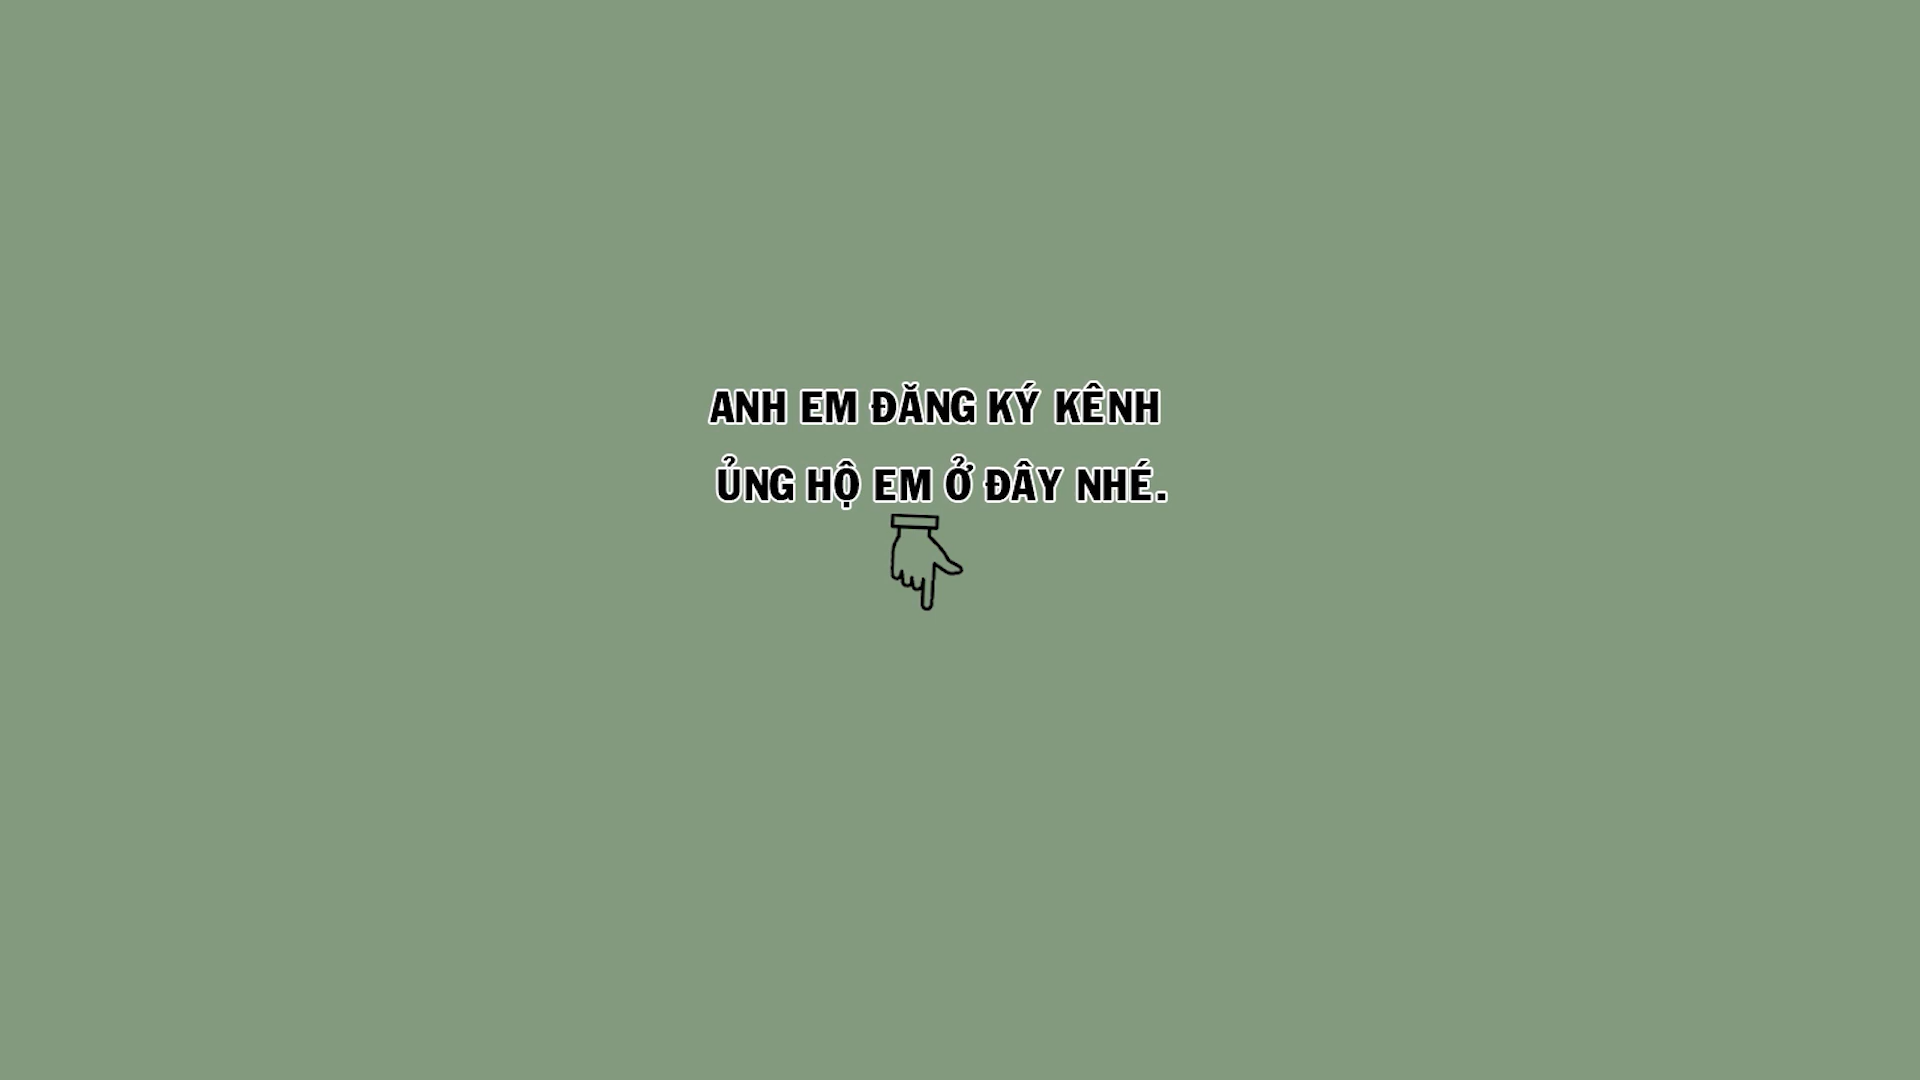 ANH EM ĐĂNG KÝ KÊNH
ỦNG HỘ EM Ở ĐÂY NHÉ.